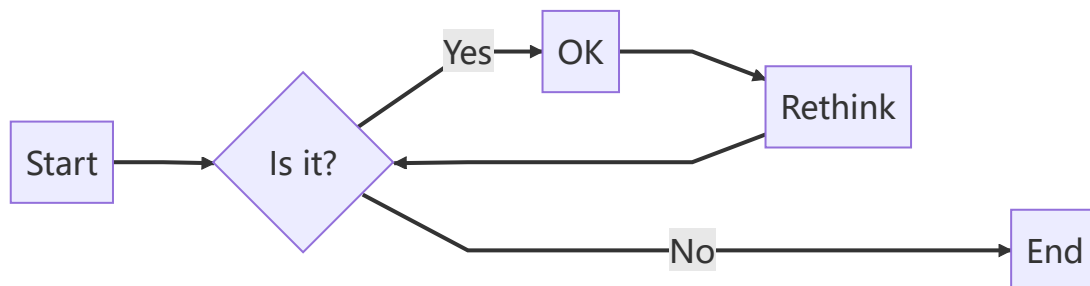 Yes
OK
Rethink
Start
Is it?
No
End